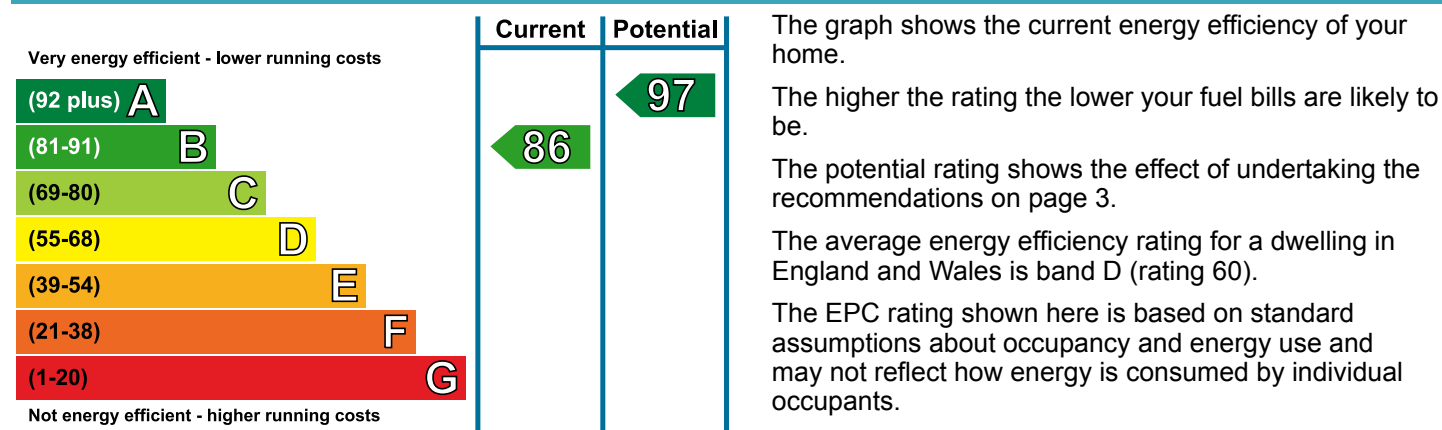 Current Potential
Very energy efficient - lower running costs
(92 plus) A
97
(81-91) B
86
(69-80) C
(55-68) D
(39-54) E
(21-38) F
(1-20) G
Not energy efficient - higher running costs
The graph shows the current energy efficiency of your
home.
The higher the rating the lower your fuel bills are likely to
be.
The potential rating shows the effect of undertaking the
recommendations on page 3.
The average energy efficiency rating for a dwelling in
England and Wales is band D (rating 60).
The EPC rating shown here is based on standard
assumptions about occupancy and energy use and
may not reflect how energy is consumed by individual
occupants.